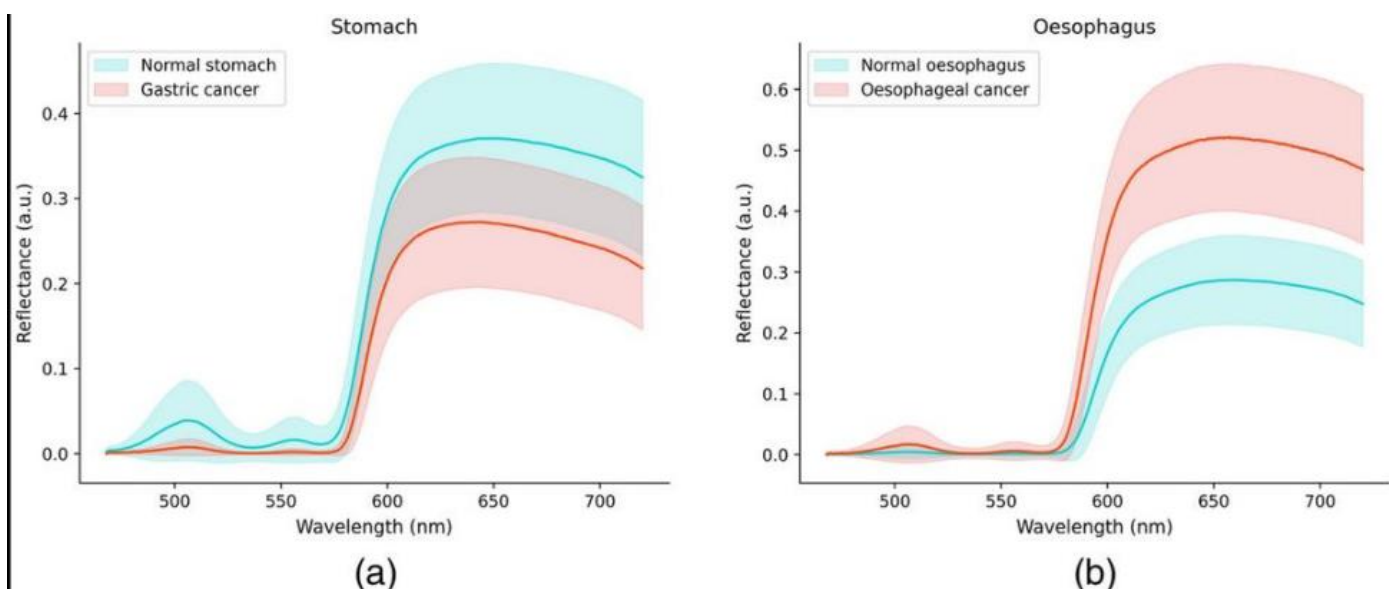 Stomach
Normal stomach
Gastric cancer
0.4
0.3
0.2
0.1
0.0
Reflectance (a.u.)
500
550
600
650
700
Wavelength (nm)
(a)
Oesophagus
Normal oesophagus
Oesophageal cancer
0.6
0.5
0.4
0.3
0.2
0.1
0.0
Reflectance (a.u.)
500
550
600
650
700
Wavelength (nm)
(b)